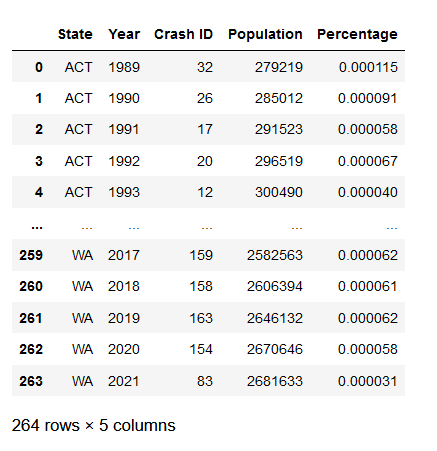 State Year Crash ID Population Percentage
0 ACT 1989 32 279219 0.000115
1 ACT 1990 26 285012 0.000091
2 ACT 1991 17 291523 0.000058
3 ACT 1992 20 296519 0.000067
4 ACT 1993 12 300490 0.000040
... ... ... ... ... ...
259 WA 2017 159 2582563 0.000062
260 WA 2018 158 2606394 0.000061
261 WA 2019 163 2646132 0.000062
262 WA 2020 154 2670646 0.000058
263 WA 2021 83 2681633 0.000031
264 rows × 5 columns